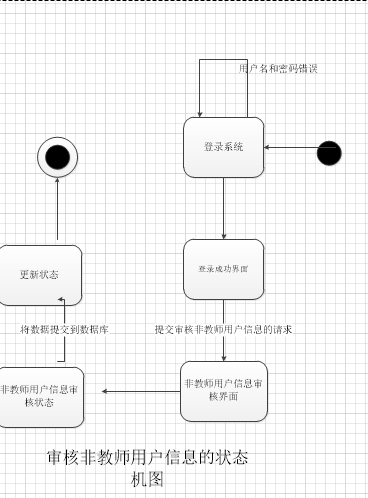 用户名和密码错误
登录系统
登录成功界面
更新状态
将数据提交到数据库
提交审核非教师用户信息的请求
非教师用户信息审
核界面
非教师用户信息审
核状态
审核非教师用户信息的状态
机图